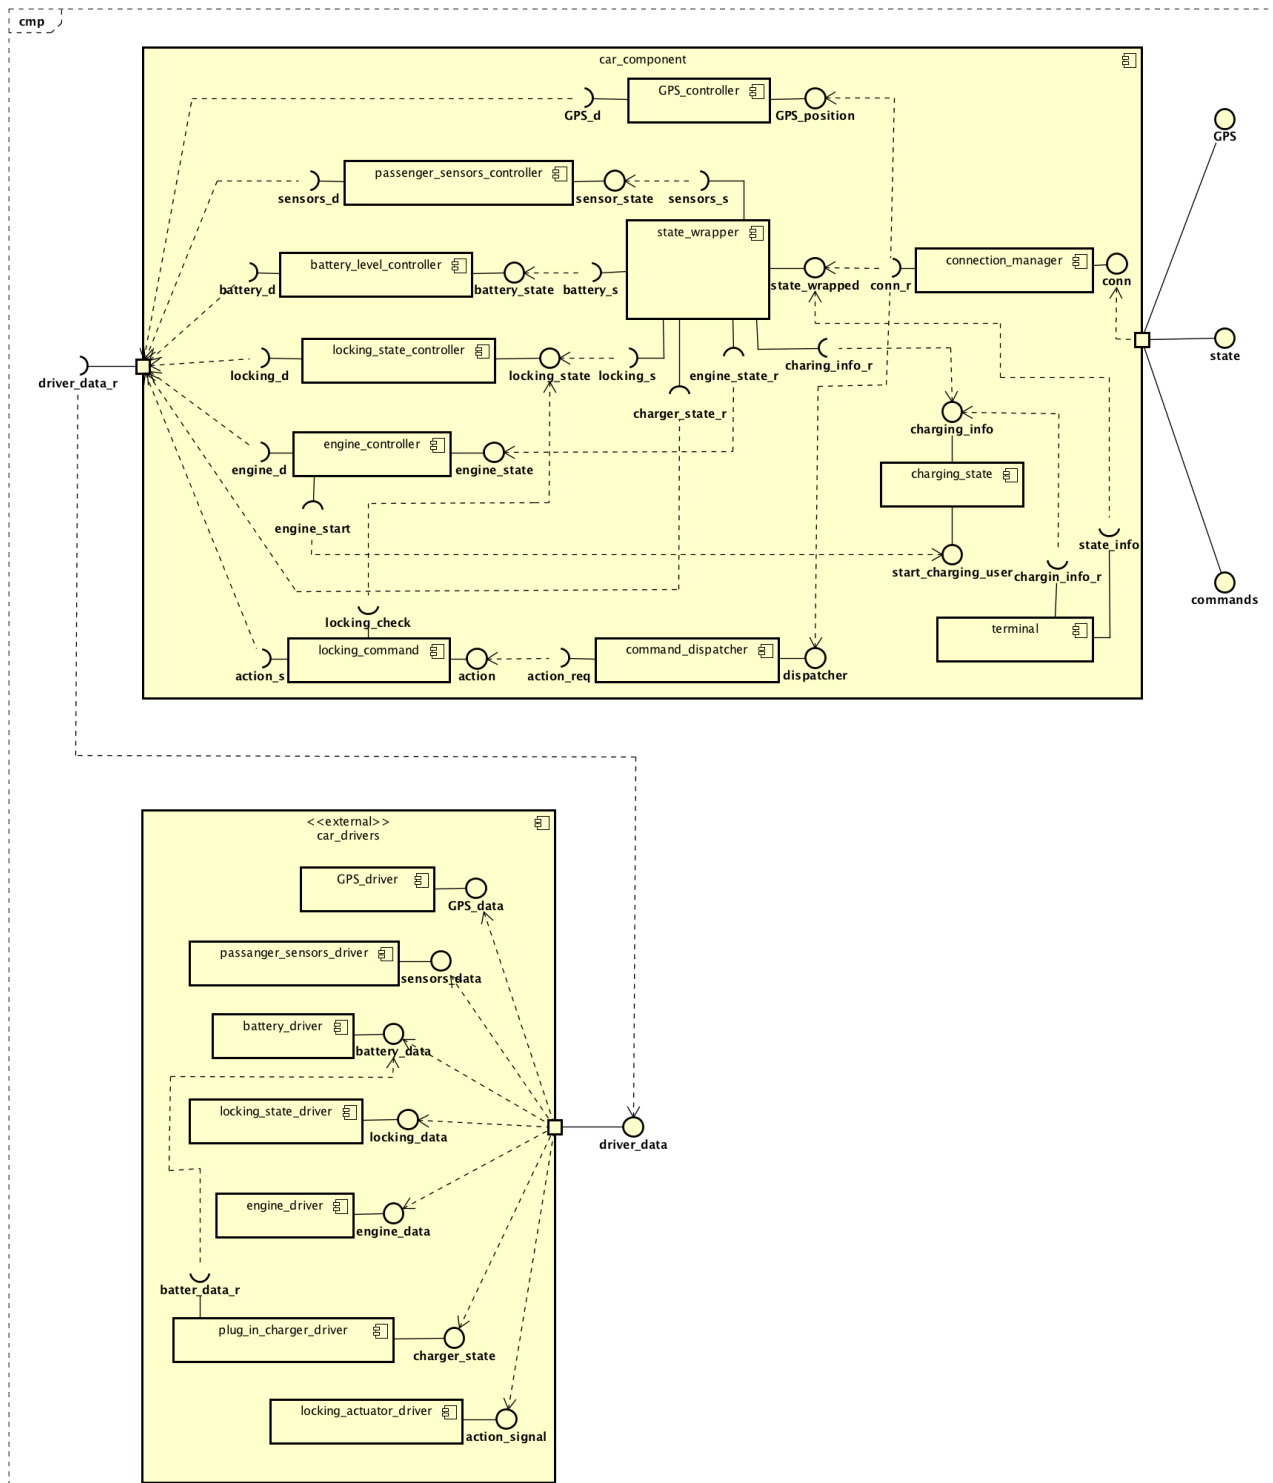 cmp
car_component
GPS_controller
GPS_d
GPS_position
GPS
passenger_sensors_controller
sensors_d
sensor_state
sensors_s
state_wrapper
battery_level_controller
connection_manager
battery_d
battery_state
battery_s
state_wrapped
conn_r
conn
locking_state_controller
state
driver_data_r
locking_d
locking_state
locking_s
engine_state_r
charing_info_r
charger_state_r
charging_info
engine_controller
engine_d
engine_state
charging_state
engine_start
state_info
start_charging_user
chargin_info_r
commands
locking_check
terminal
locking_command
command_dispatcher
action_s
action
action_req
dispatcher
<<external>>
car_drivers
GPS_driver
GPS_data
passanger_sensors_driver
sensors_data
battery_driver
battery_data
locking_state_driver
locking_data
driver_data
engine_driver
engine_data
batter_data_r
plug_in_charger_driver
charger_state
locking_actuator_driver
action_signal